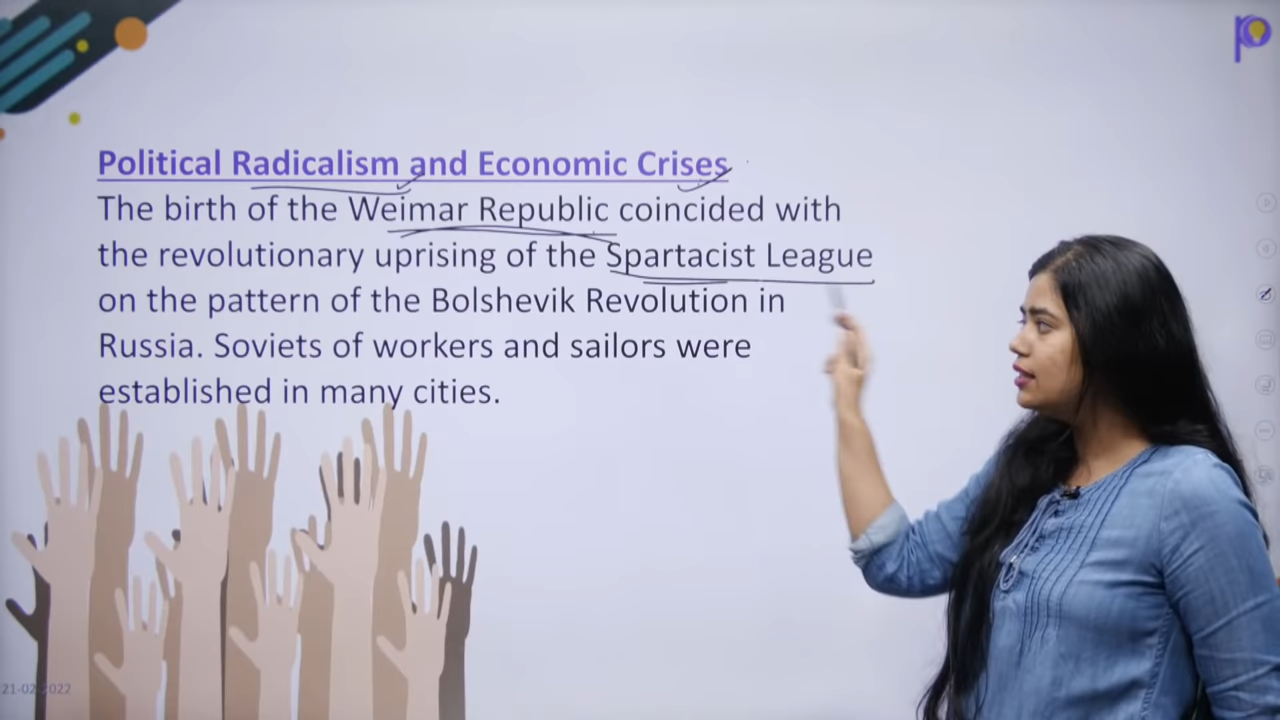 Political Radicalism and Economic Crises
The birth of the Weimar Republic coincided with
the revolutionary uprising of the Spartacist League
on the pattern of the Bolshevik Revolution in
Russia. Soviets of workers and sailors were
established in many cities.
21-02-2022